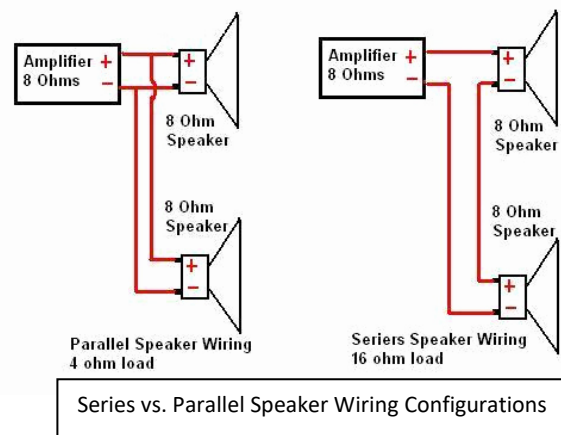 Amplifier +
8 Ohms −
+
−
8 Ohm
Speaker
8 Ohm
Speaker
+
−
Parallel Speaker Wiring
4 ohm load
Amplifier +
8 Ohms −
+
−
8 Ohm
Speaker
8 Ohm
Speaker
+
−
Seriers Speaker Wiring
16 ohm load
Series vs. Parallel Speaker Wiring Configurations